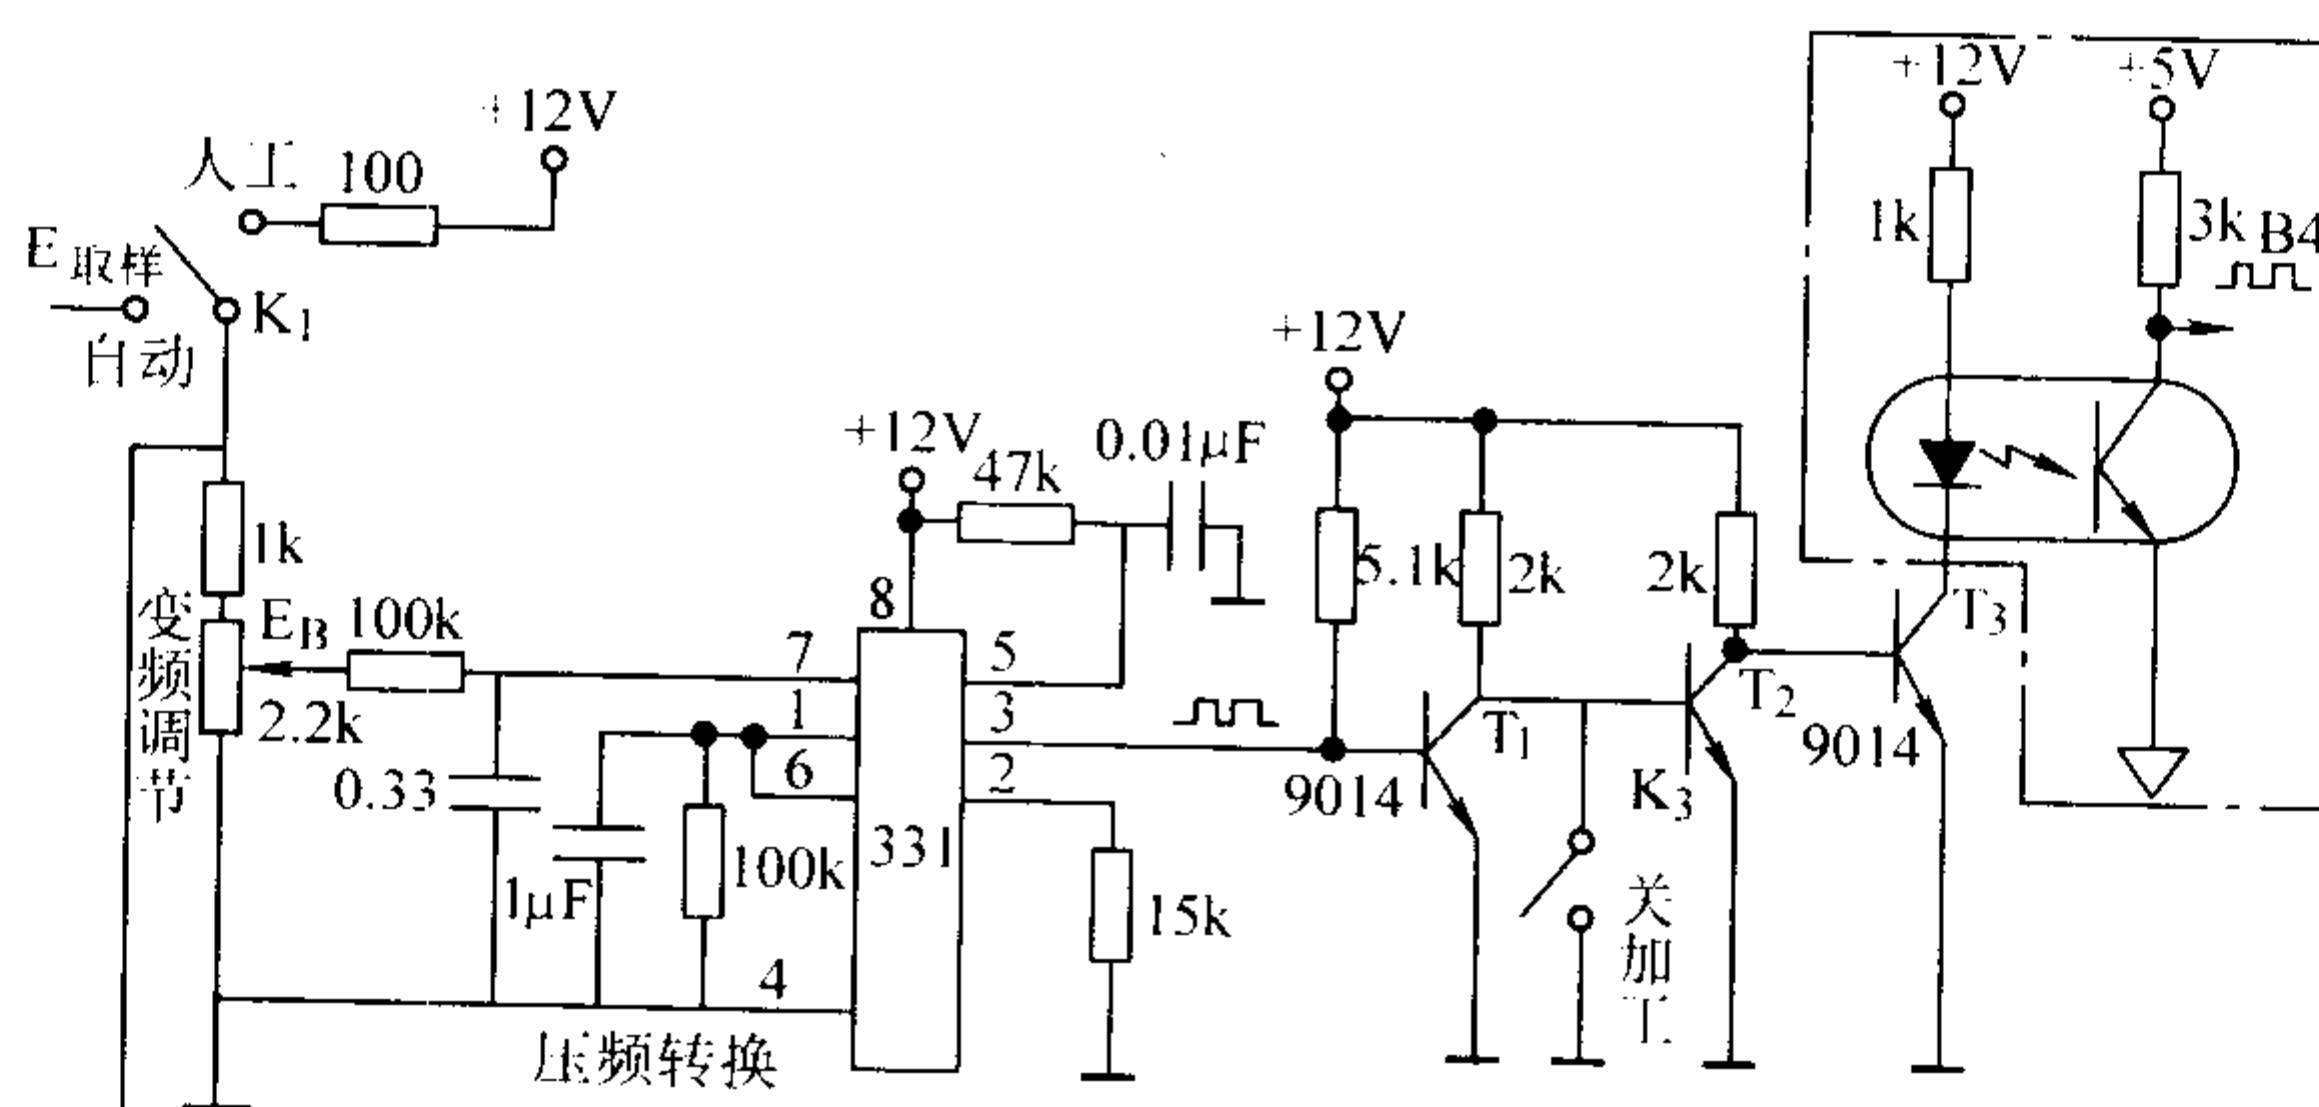 +12V
人工 100
E取样
K1
自动
1k
变频调节
EB 100k
2.2k
0.33
1μF
100k
压频转换
+12V
47k
0.01μF
8
7
1
6
4
331
5
3
2
15k
+12V
5.1k
2k
2k
9014
T1
K3
关加工
T2
9014
T3
+12V
+5V
1k
3k
B4